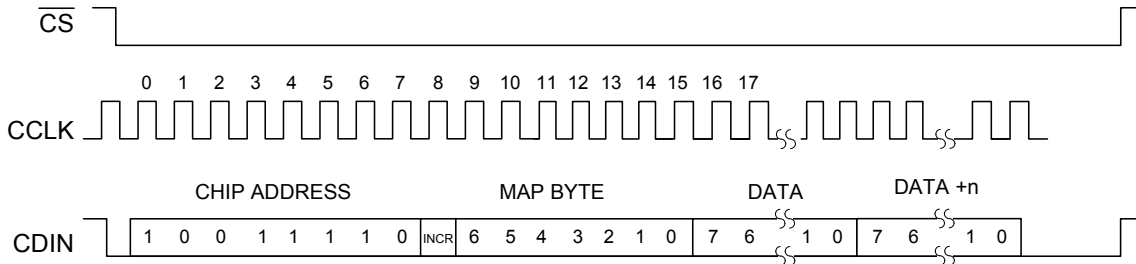 CS
0 1 2 3 4 5 6 7 8 9 10 11 12 13 14 15 16 17
CCLK
CHIP ADDRESS MAP BYTE DATA DATA +n
CDIN 1 0 0 1 1 1 1 0 INCR 6 5 4 3 2 1 0 7 6 1 0 7 6 1 0